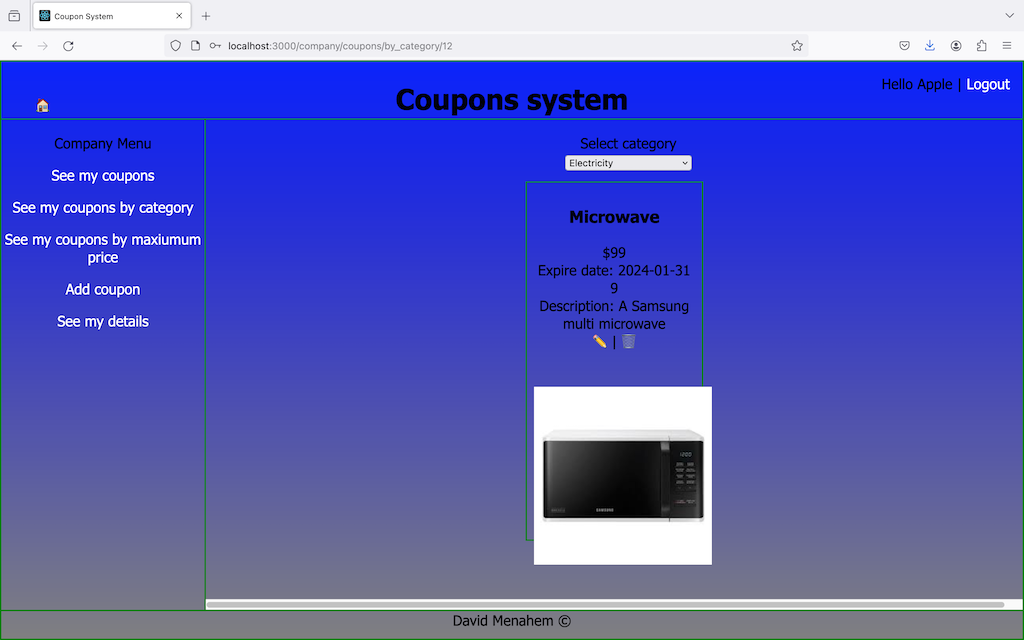 Coupon System
localhost:3000/company/coupons/by_category/12
Hello Apple | Logout
Coupons system
Company Menu
See my coupons
See my coupons by category
See my coupons by maxiumum
price
Add coupon
See my details
Select category
Electricity
Microwave
$99
Expire date: 2024-01-31
9
Description: A Samsung
multi microwave
|
SAMSUNG
David Menahem ©